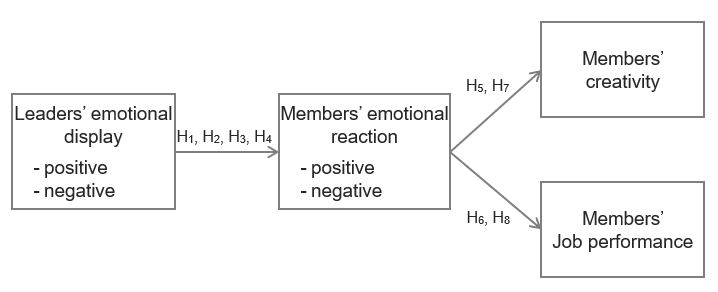 Leaders’ emotional
display
- positive
- negative
H1, H2, H3, H4
Members’ emotional
reaction
- positive
- negative
H5, H7
H6, H8
Members’
creativity
Members’
Job performance